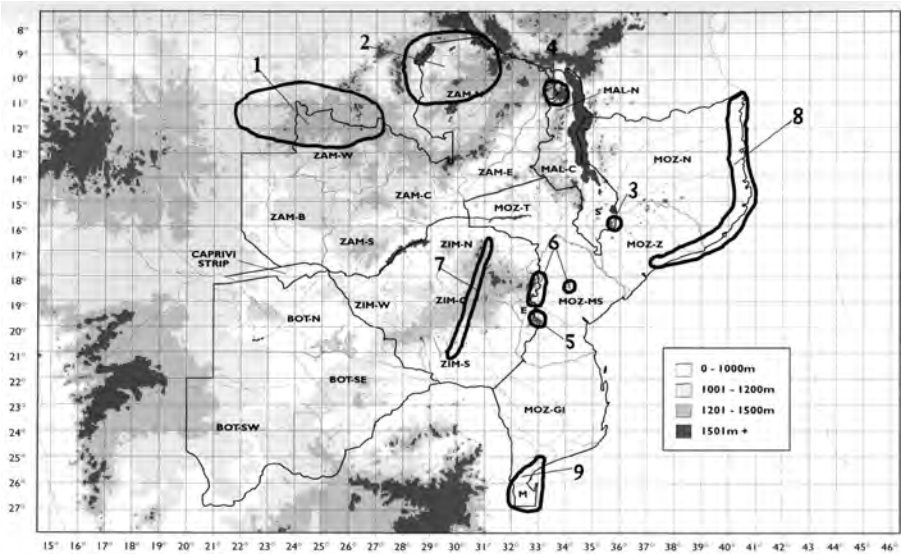 8°
9°
10°
11°
12°
13°
14°
15°
16°
17°
18°
19°
20°
21°
22°
23°
24°
25°
26°
27°
1
2
4
8
3
6
7
5
9
MAL-N
ZAM-W
MAL-C
MOZ-N
ZAM-E
ZAM-C
MOZ-T
S
ZAM-B
ZAM-S
ZIM-N
MOZ-Z
CAPRIVI
STRIP
ZIM-W
MOZ-MS
E
BOT-N
ZIM-S
BOT-SE
MOZ-GI
BOT-SW
M
0 - 1000m
1001 - 1200m
1201 - 1500m
1501m +
15° 16° 17° 18° 19° 20° 21° 22° 23° 24° 25° 26° 27° 28° 29° 30° 31° 32° 33° 34° 35° 36° 37° 38° 39° 40° 41° 42° 43° 44° 45° 46°